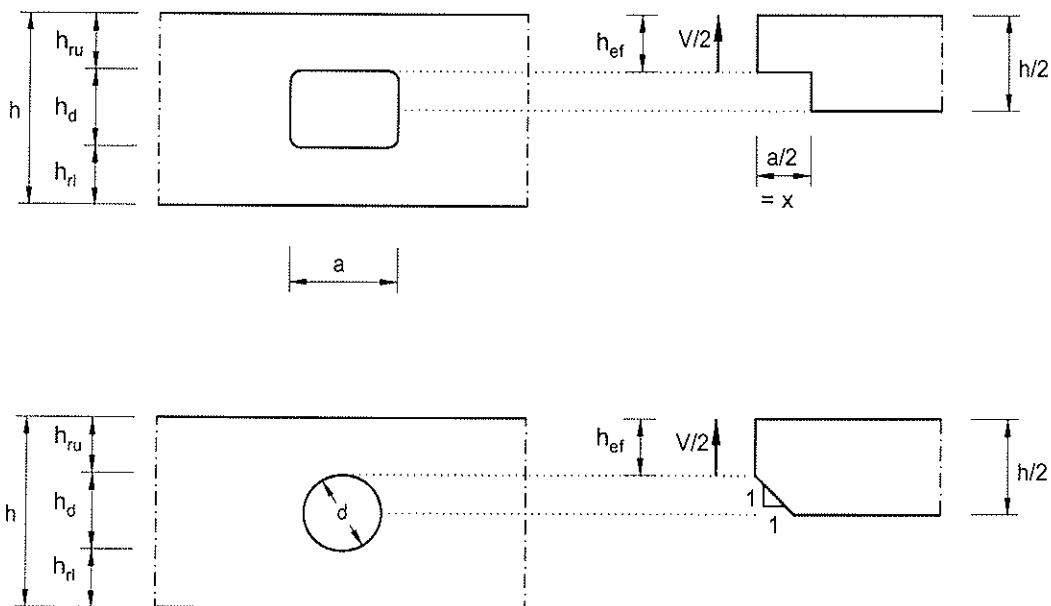 h
h_ru
h_d
h_rl
h_ef
V/2
h/2
a/2
= x
a
h
h_ru
h_d
h_rl
d
h_ef
V/2
1
1
h/2